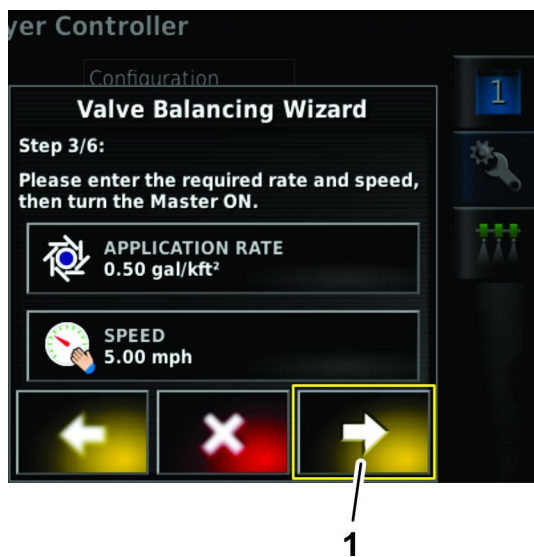 yer Controller
Configuration
1
Valve Balancing Wizard
Step 3/6:
Please enter the required rate and speed,
then turn the Master ON.
APPLICATION RATE
0.50 gal/kft²
SPEED
5.00 mph
1